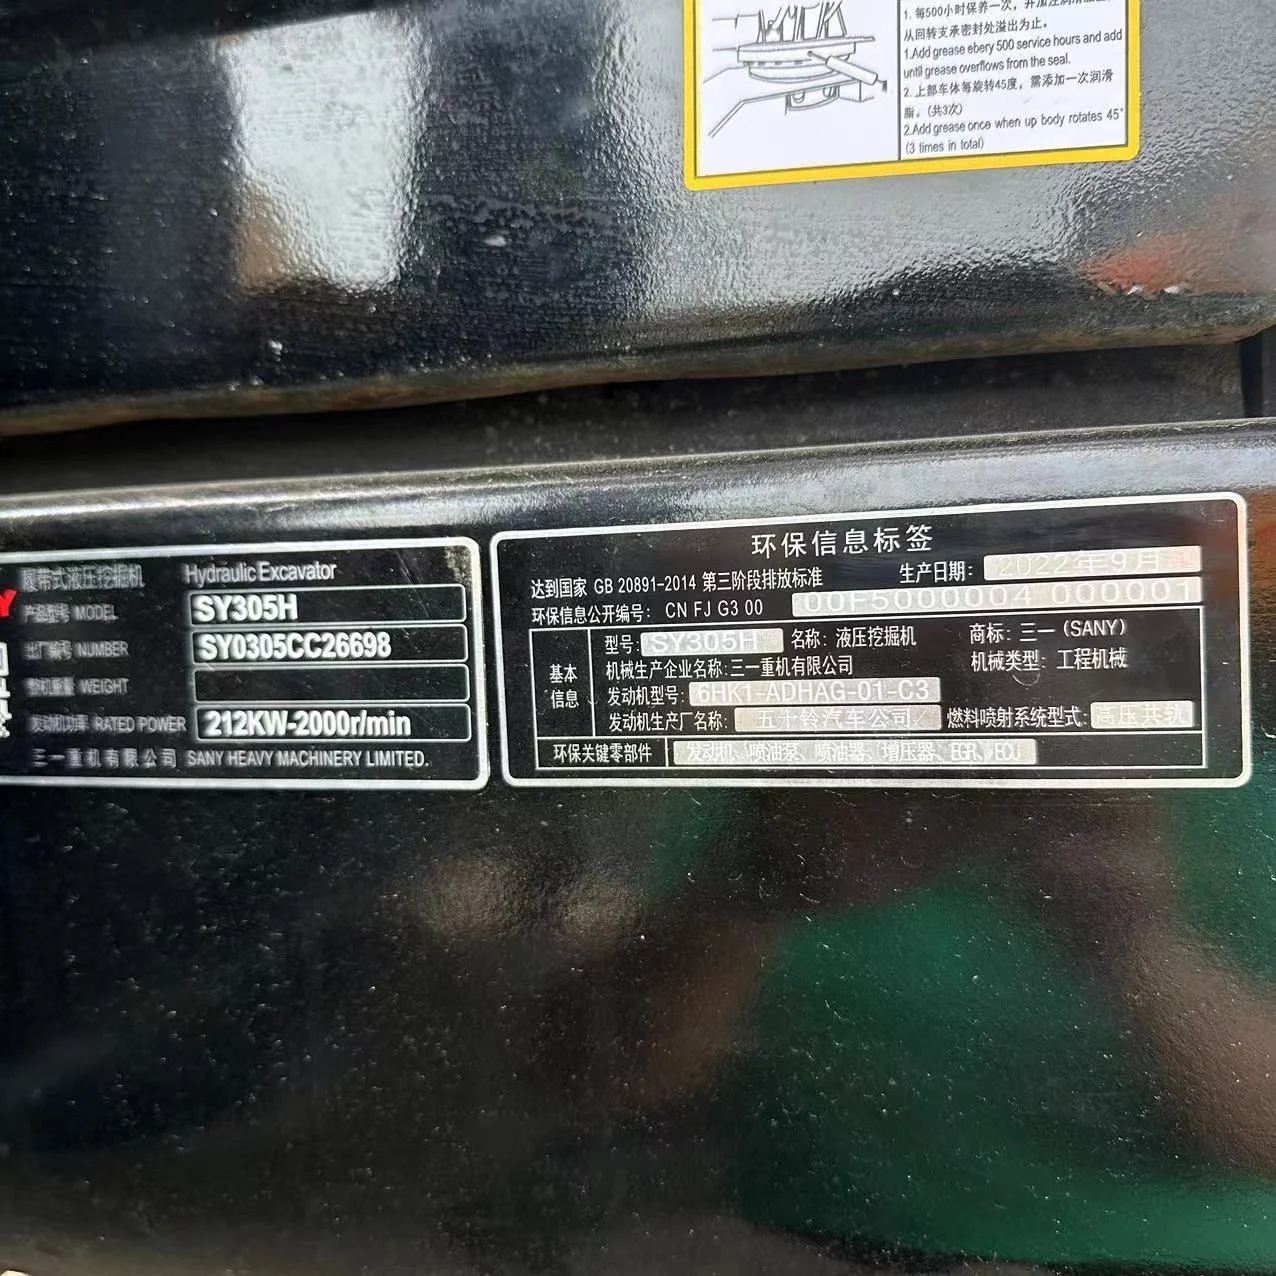 1. 每500小时保养一次，并加注润滑脂直
从回转支承密封处溢出为止。
1.Add grease ebery 500 service hours and add
until grease overflows from the seal.
2. 上部车体每旋转45度，需添加一次润滑
脂。(共3次)
2.Add grease once when up body rotates 45°
(3 times in total)
Y
履带式液压挖掘机 Hydraulic Excavator
产品型号 MODEL SY305H
出厂编号 NUMBER SY0305CC26698
整机重量 WEIGHT
发动机功率 RATED POWER 212KW-2000r/min
三一重机有限公司 SANY HEAVY MACHINERY LIMITED.
环保信息标签
达到国家 GB 20891-2014 第三阶段排放标准 生产日期: 2022年9月
环保信息公开编号: CN FJ G3 00 00F5000004 000001
基本信息
型号: SY305H 名称: 液压挖掘机 商标: 三一 (SANY)
机械生产企业名称: 三一重机有限公司 机械类型: 工程机械
发动机型号: 6HK1-ADHAG-01-C3
发动机生产厂名称: 五十铃汽车公司 燃料喷射系统型式: 高压共轨
环保关键零部件 发动机、喷油泵、喷油器、增压器、EGR、ECU